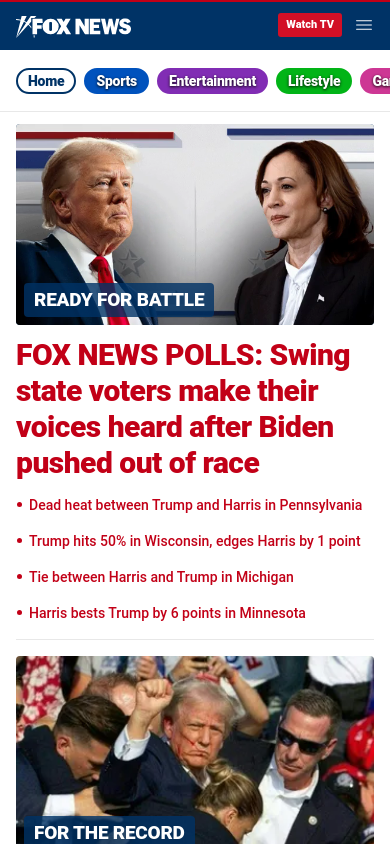 FOX NEWS
Watch TV
Home
Sports
Entertainment
Lifestyle
READY FOR BATTLE
FOX NEWS POLLS: Swing
state voters make their
voices heard after Biden
pushed out of race
• Dead heat between Trump and Harris in Pennsylvania
• Trump hits 50% in Wisconsin, edges Harris by 1 point
• Tie between Harris and Trump in Michigan
• Harris bests Trump by 6 points in Minnesota
FOR THE RECORD